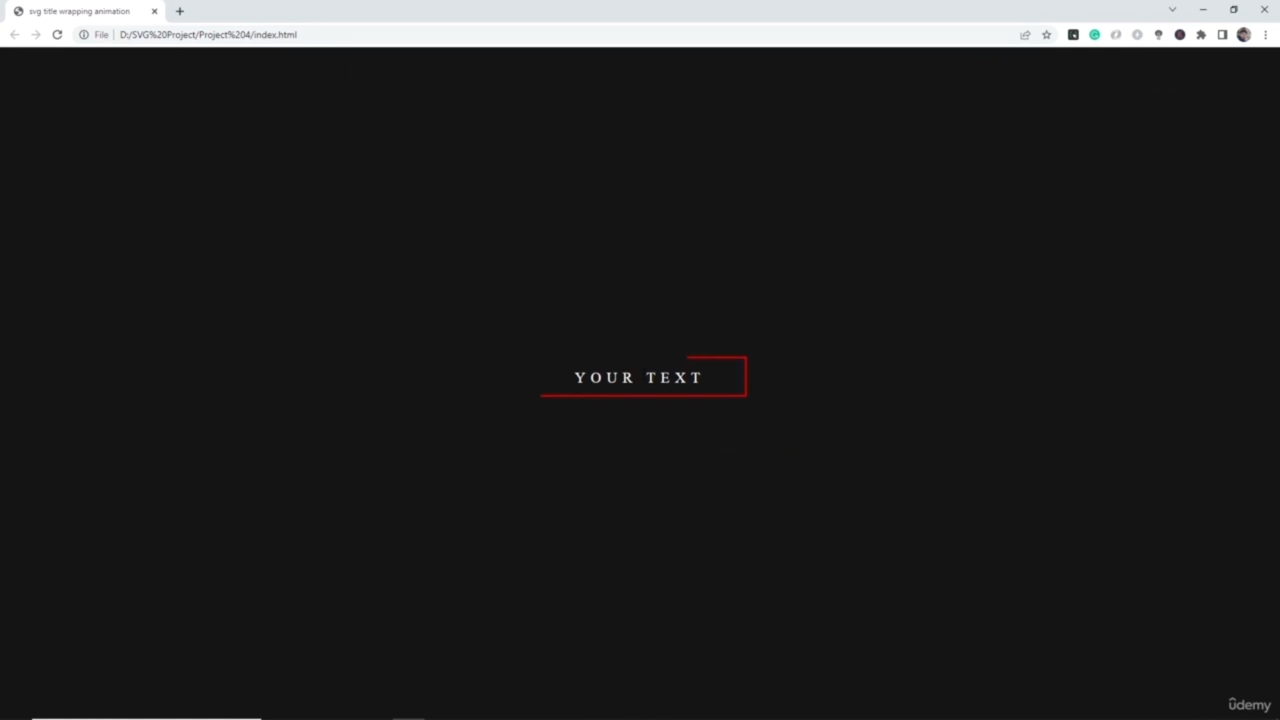 svg title wrapping animation
File D:/SVG%20Project/Project%204/index.html
YOUR TEXT
ûdemy